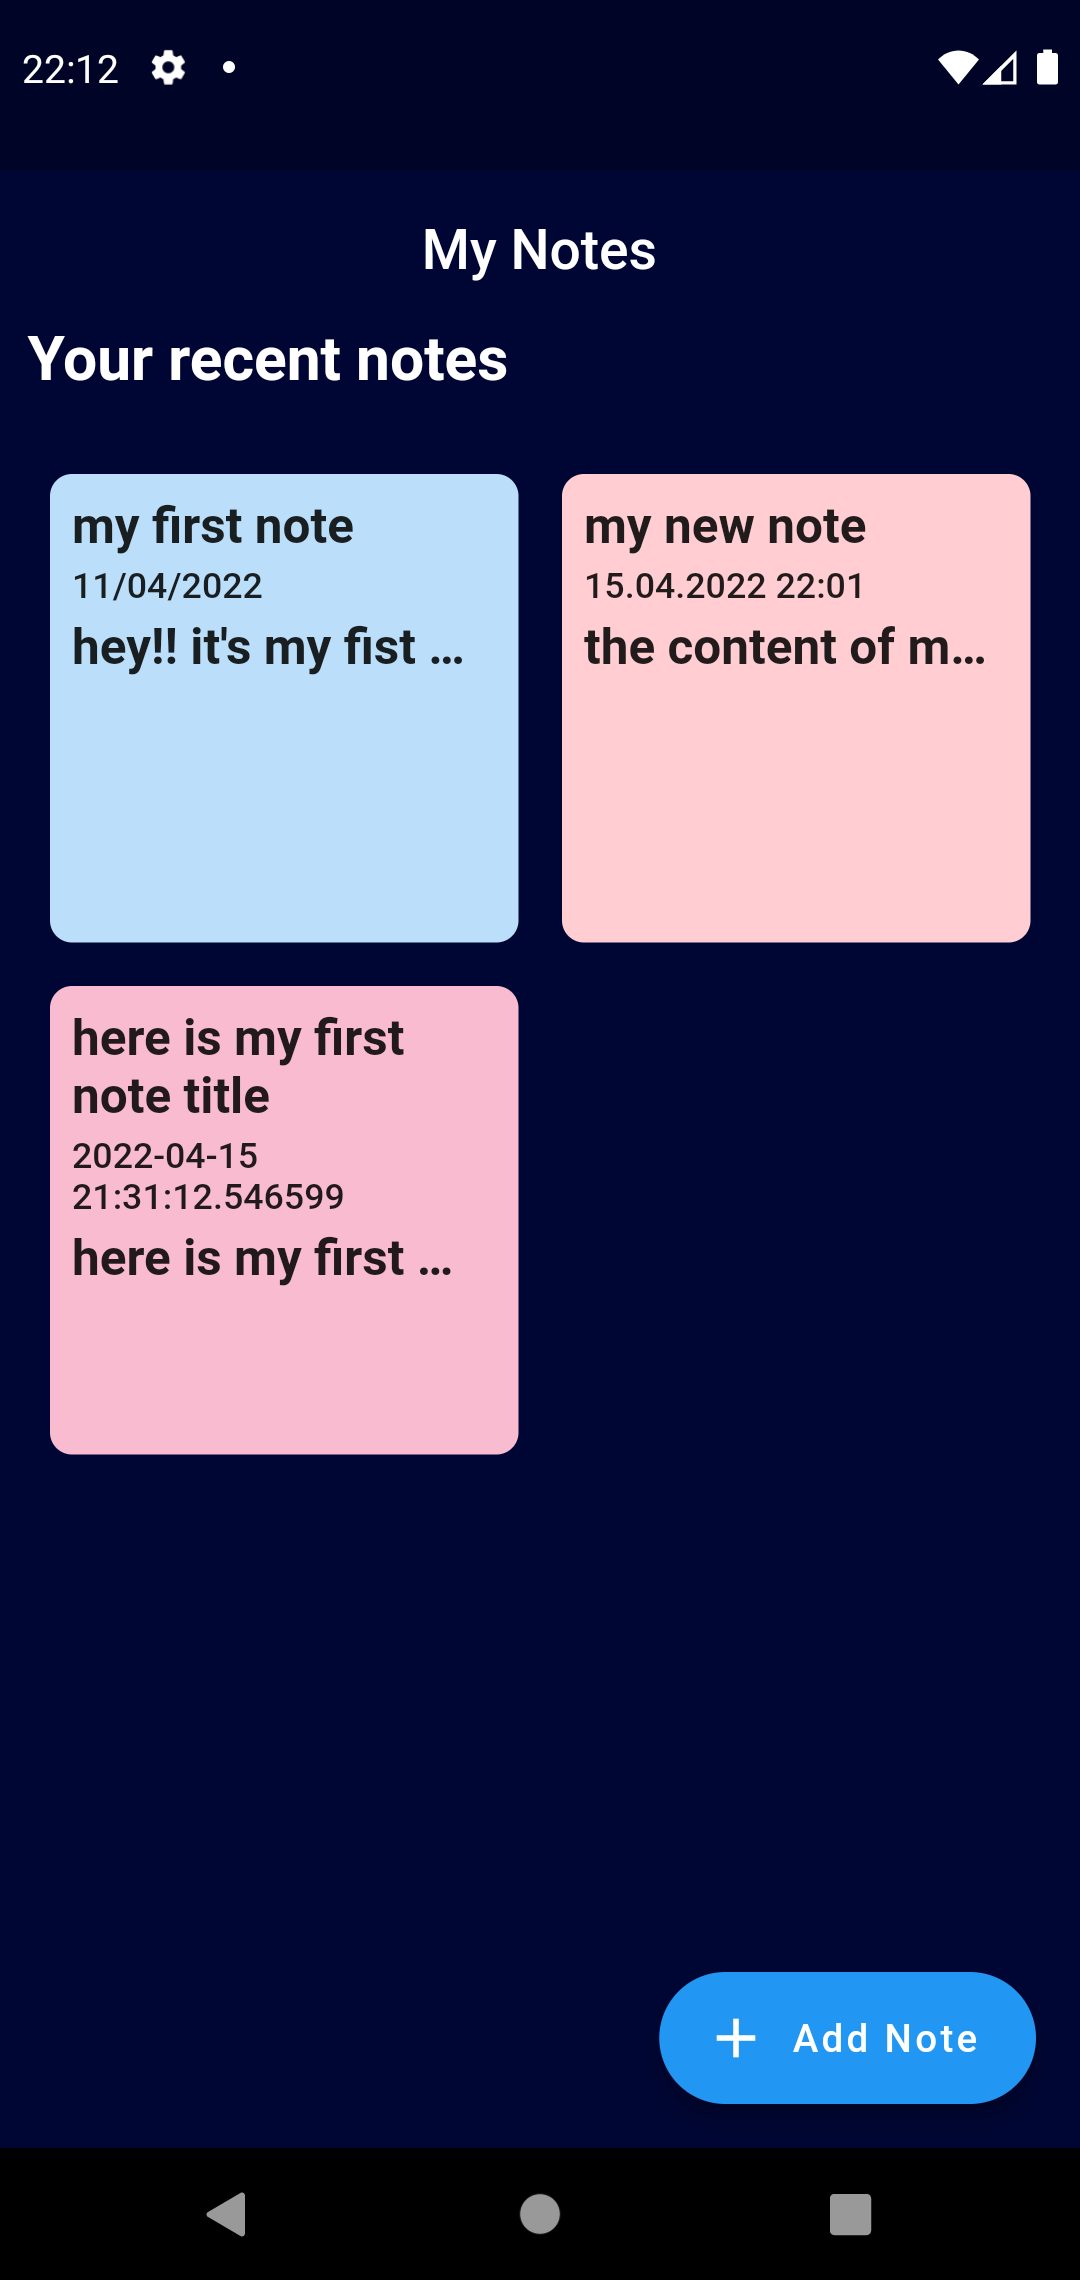 22:12
My Notes
Your recent notes
my first note
11/04/2022
hey!! it's my fist ...
my new note
15.04.2022 22:01
the content of m...
here is my first
note title
2022-04-15
21:31:12.546599
here is my first ...
Add Note